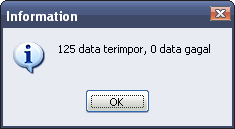 Information
125 data terimpor, 0 data gagal
OK